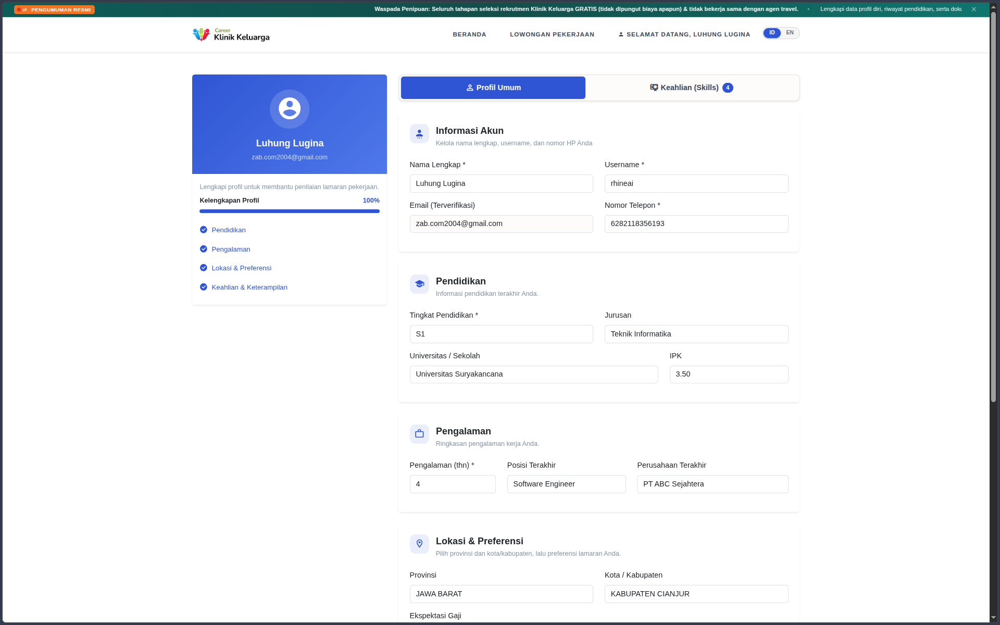 PENGUMUMAN RESMI
Waspada Penipuan: Seluruh tahapan seleksi rekrutmen Klinik Keluarga GRATIS (tidak dipungut biaya apapun) & tidak bekerja sama dengan agen travel. • Lengkapi data profil diri, riwayat pendidikan, serta doku
Career
Klinik Keluarga
BERANDA
LOWONGAN PEKERJAAN
SELAMAT DATANG, LUHUNG LUGINA
ID
EN
Luhung Lugina
zab.com2004@gmail.com
Lengkapi profil untuk membantu penilaian lamaran pekerjaan.
Kelengkapan Profil 100%
Pendidikan
Pengalaman
Lokasi & Preferensi
Keahlian & Keterampilan
Profil Umum
Keahlian (Skills) 4
Informasi Akun
Kelola nama lengkap, username, dan nomor HP Anda
Nama Lengkap * Username *
Luhung Lugina rhineai
Email (Terverifikasi) Nomor Telepon *
zab.com2004@gmail.com 6282118356193
Pendidikan
Informasi pendidikan terakhir Anda.
Tingkat Pendidikan * Jurusan
S1 Teknik Informatika
Universitas / Sekolah IPK
Universitas Suryakancana 3.50
Pengalaman
Ringkasan pengalaman kerja Anda.
Pengalaman (thn) * Posisi Terakhir Perusahaan Terakhir
4 Software Engineer PT ABC Sejahtera
Lokasi & Preferensi
Pilih provinsi dan kota/kabupaten, lalu preferensi lamaran Anda.
Provinsi Kota / Kabupaten
JAWA BARAT KABUPATEN CIANJUR
Ekspektasi Gaji